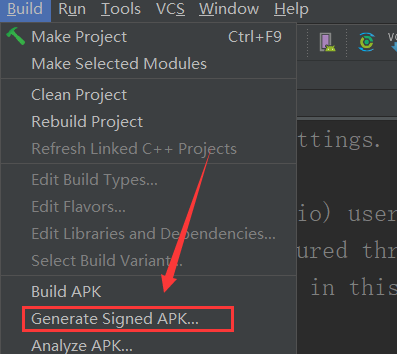 Build Run Tools VCS Window Help
Make Project Ctrl+F9
Make Selected Modules
Clean Project
ttings.
Rebuild Project
Refresh Linked C++ Projects
Edit Build Types...
Edit Flavors...
io) user
Edit Libraries and Dependencies...
ured thr
Select Build Variant...
in this
Build APK
Generate Signed APK...
Analyze APK...